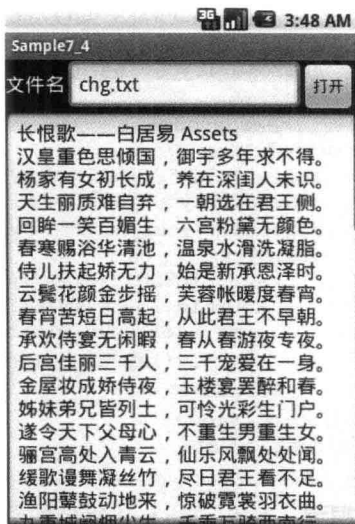 3G 3:48 AM
Sample7_4
文件名 chg.txt 打开
长恨歌——白居易 Assets
汉皇重色思倾国，御宇多年求不得。
杨家有女初长成，养在深闺人未识。
天生丽质难自弃，一朝选在君王侧。
回眸一笑百媚生，六宫粉黛无颜色。
春寒赐浴华清池，温泉水滑洗凝脂。
侍儿扶起娇无力，始是新承恩泽时。
云鬓花颜金步摇，芙蓉帐暖度春宵。
春宵苦短日高起，从此君王不早朝。
承欢侍宴无闲暇，春从春游夜专夜。
后宫佳丽三千人，三千宠爱在一身。
金屋妆成娇侍夜，玉楼宴罢醉和春。
姊妹弟兄皆列土，可怜光彩生门户。
遂令天下父母心，不重生男重生女。
骊宫高处入青云，仙乐风飘处处闻。
缓歌谩舞凝丝竹，尽日君王看不足。
渔阳鼙鼓动地来，惊破霓裳羽衣曲。